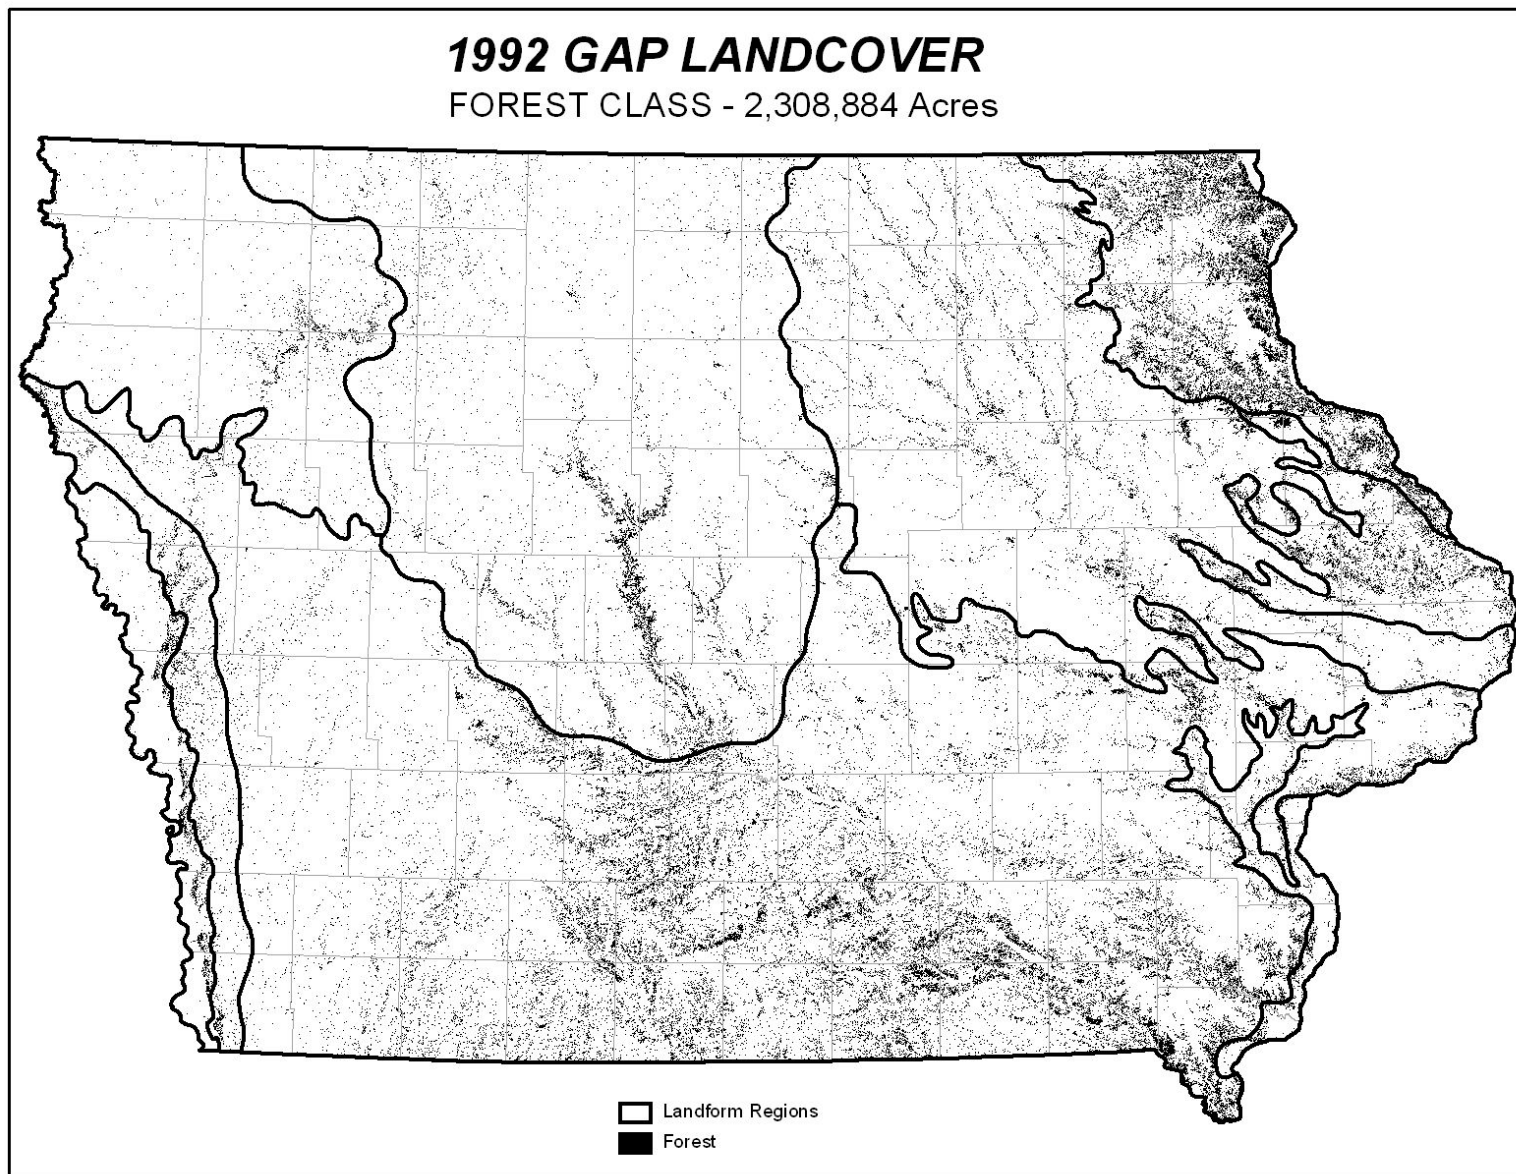 1992 GAP LANDCOVER
FOREST CLASS - 2,308,884 Acres
Landform Regions
Forest